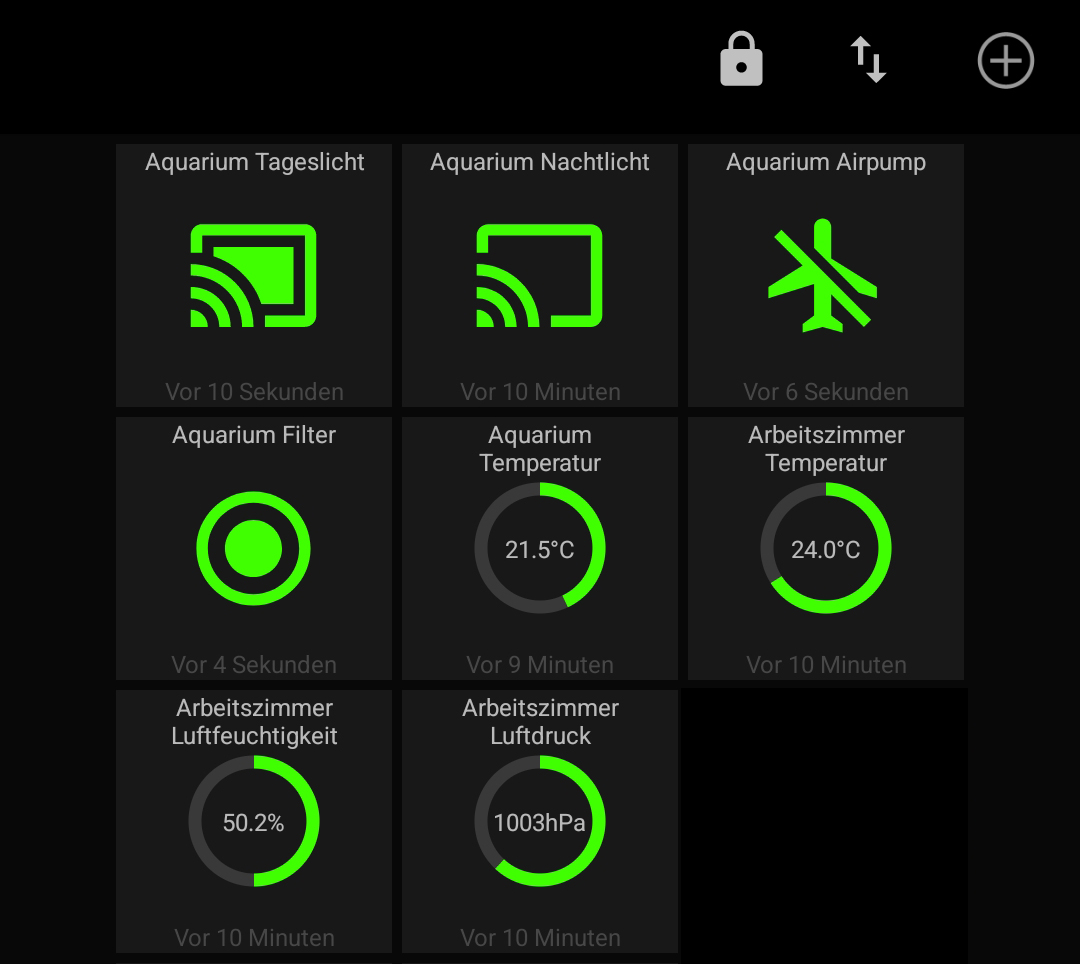 Aquarium Tageslicht
Vor 10 Sekunden
Aquarium Nachtlicht
Vor 10 Minuten
Aquarium Airpump
Vor 6 Sekunden
Aquarium Filter
Vor 4 Sekunden
Aquarium
Temperatur
21.5°C
Vor 9 Minuten
Arbeitszimmer
Temperatur
24.0°C
Vor 10 Minuten
Arbeitszimmer
Luftfeuchtigkeit
50.2%
Vor 10 Minuten
Arbeitszimmer
Luftdruck
1003hPa
Vor 10 Minuten